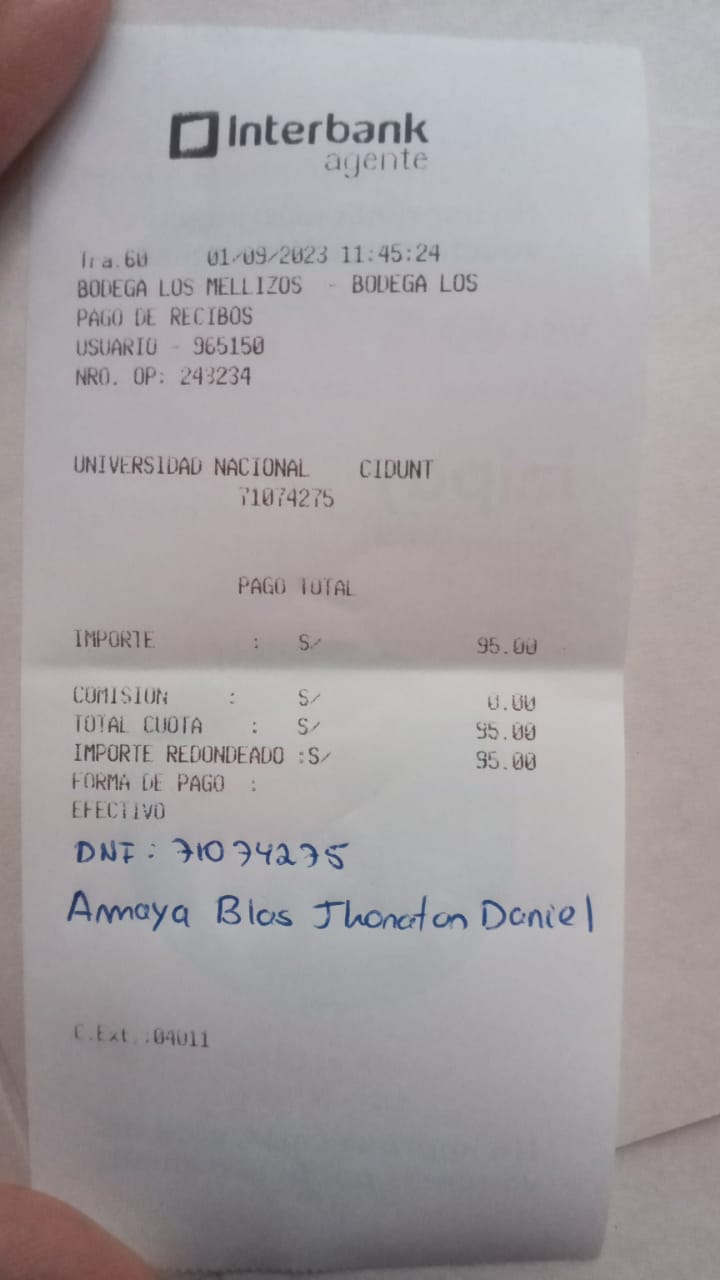 Interbank
agente
Tra.60 01/09/2023 11:45:24
BODEGA LOS MELLIZOS - BODEGA LOS
PAGO DE RECIBOS
USUARIO - 965150
NRO. OP: 243234
UNIVERSIDAD NACIONAL CIDUNT
71074275
PAGO TOTAL
IMPORTE : S/ 95.00
COMISION : S/ 0.00
TOTAL CUOTA : S/ 95.00
IMPORTE REDONDEADO :S/ 95.00
FORMA DE PAGO :
EFECTIVO
DNI: 71074275
Amaya Blas Jhonatan Daniel
C.Ext.:04011